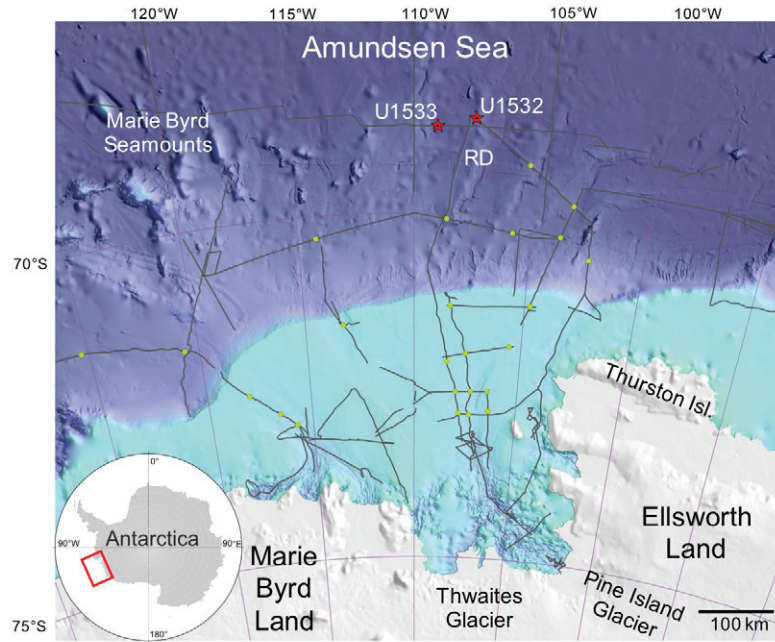 120°W
115°W
110°W
105°W
100°W
Amundsen Sea
U1533
U1532
Marie Byrd
Seamounts
RD
70°S
Thurston Isl.
0°
Antarctica
90°W
90°E
180°
Marie
Byrd
Land
Thwaites
Glacier
Ellsworth
Land
Pine Island
Glacier
100 km
75°S